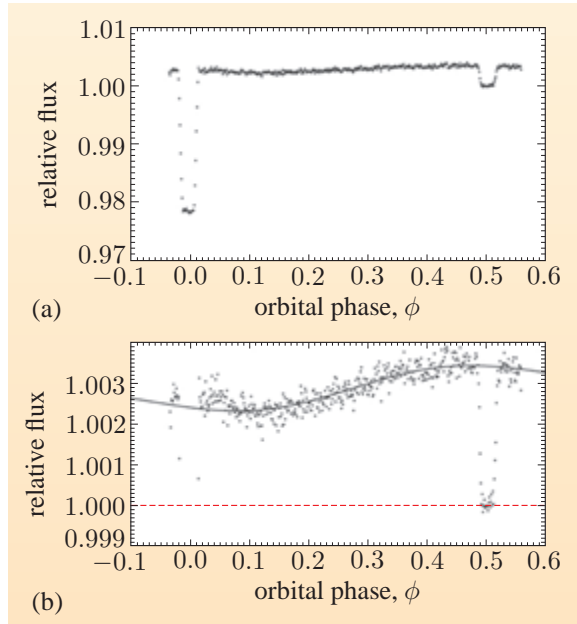 1.01
1.00
0.99
0.98
0.97
relative flux
−0.1 0.0 0.1 0.2 0.3 0.4 0.5 0.6
orbital phase, ϕ
(a)
1.003
1.002
1.001
1.000
0.999
relative flux
−0.1 0.0 0.1 0.2 0.3 0.4 0.5 0.6
orbital phase, ϕ
(b)